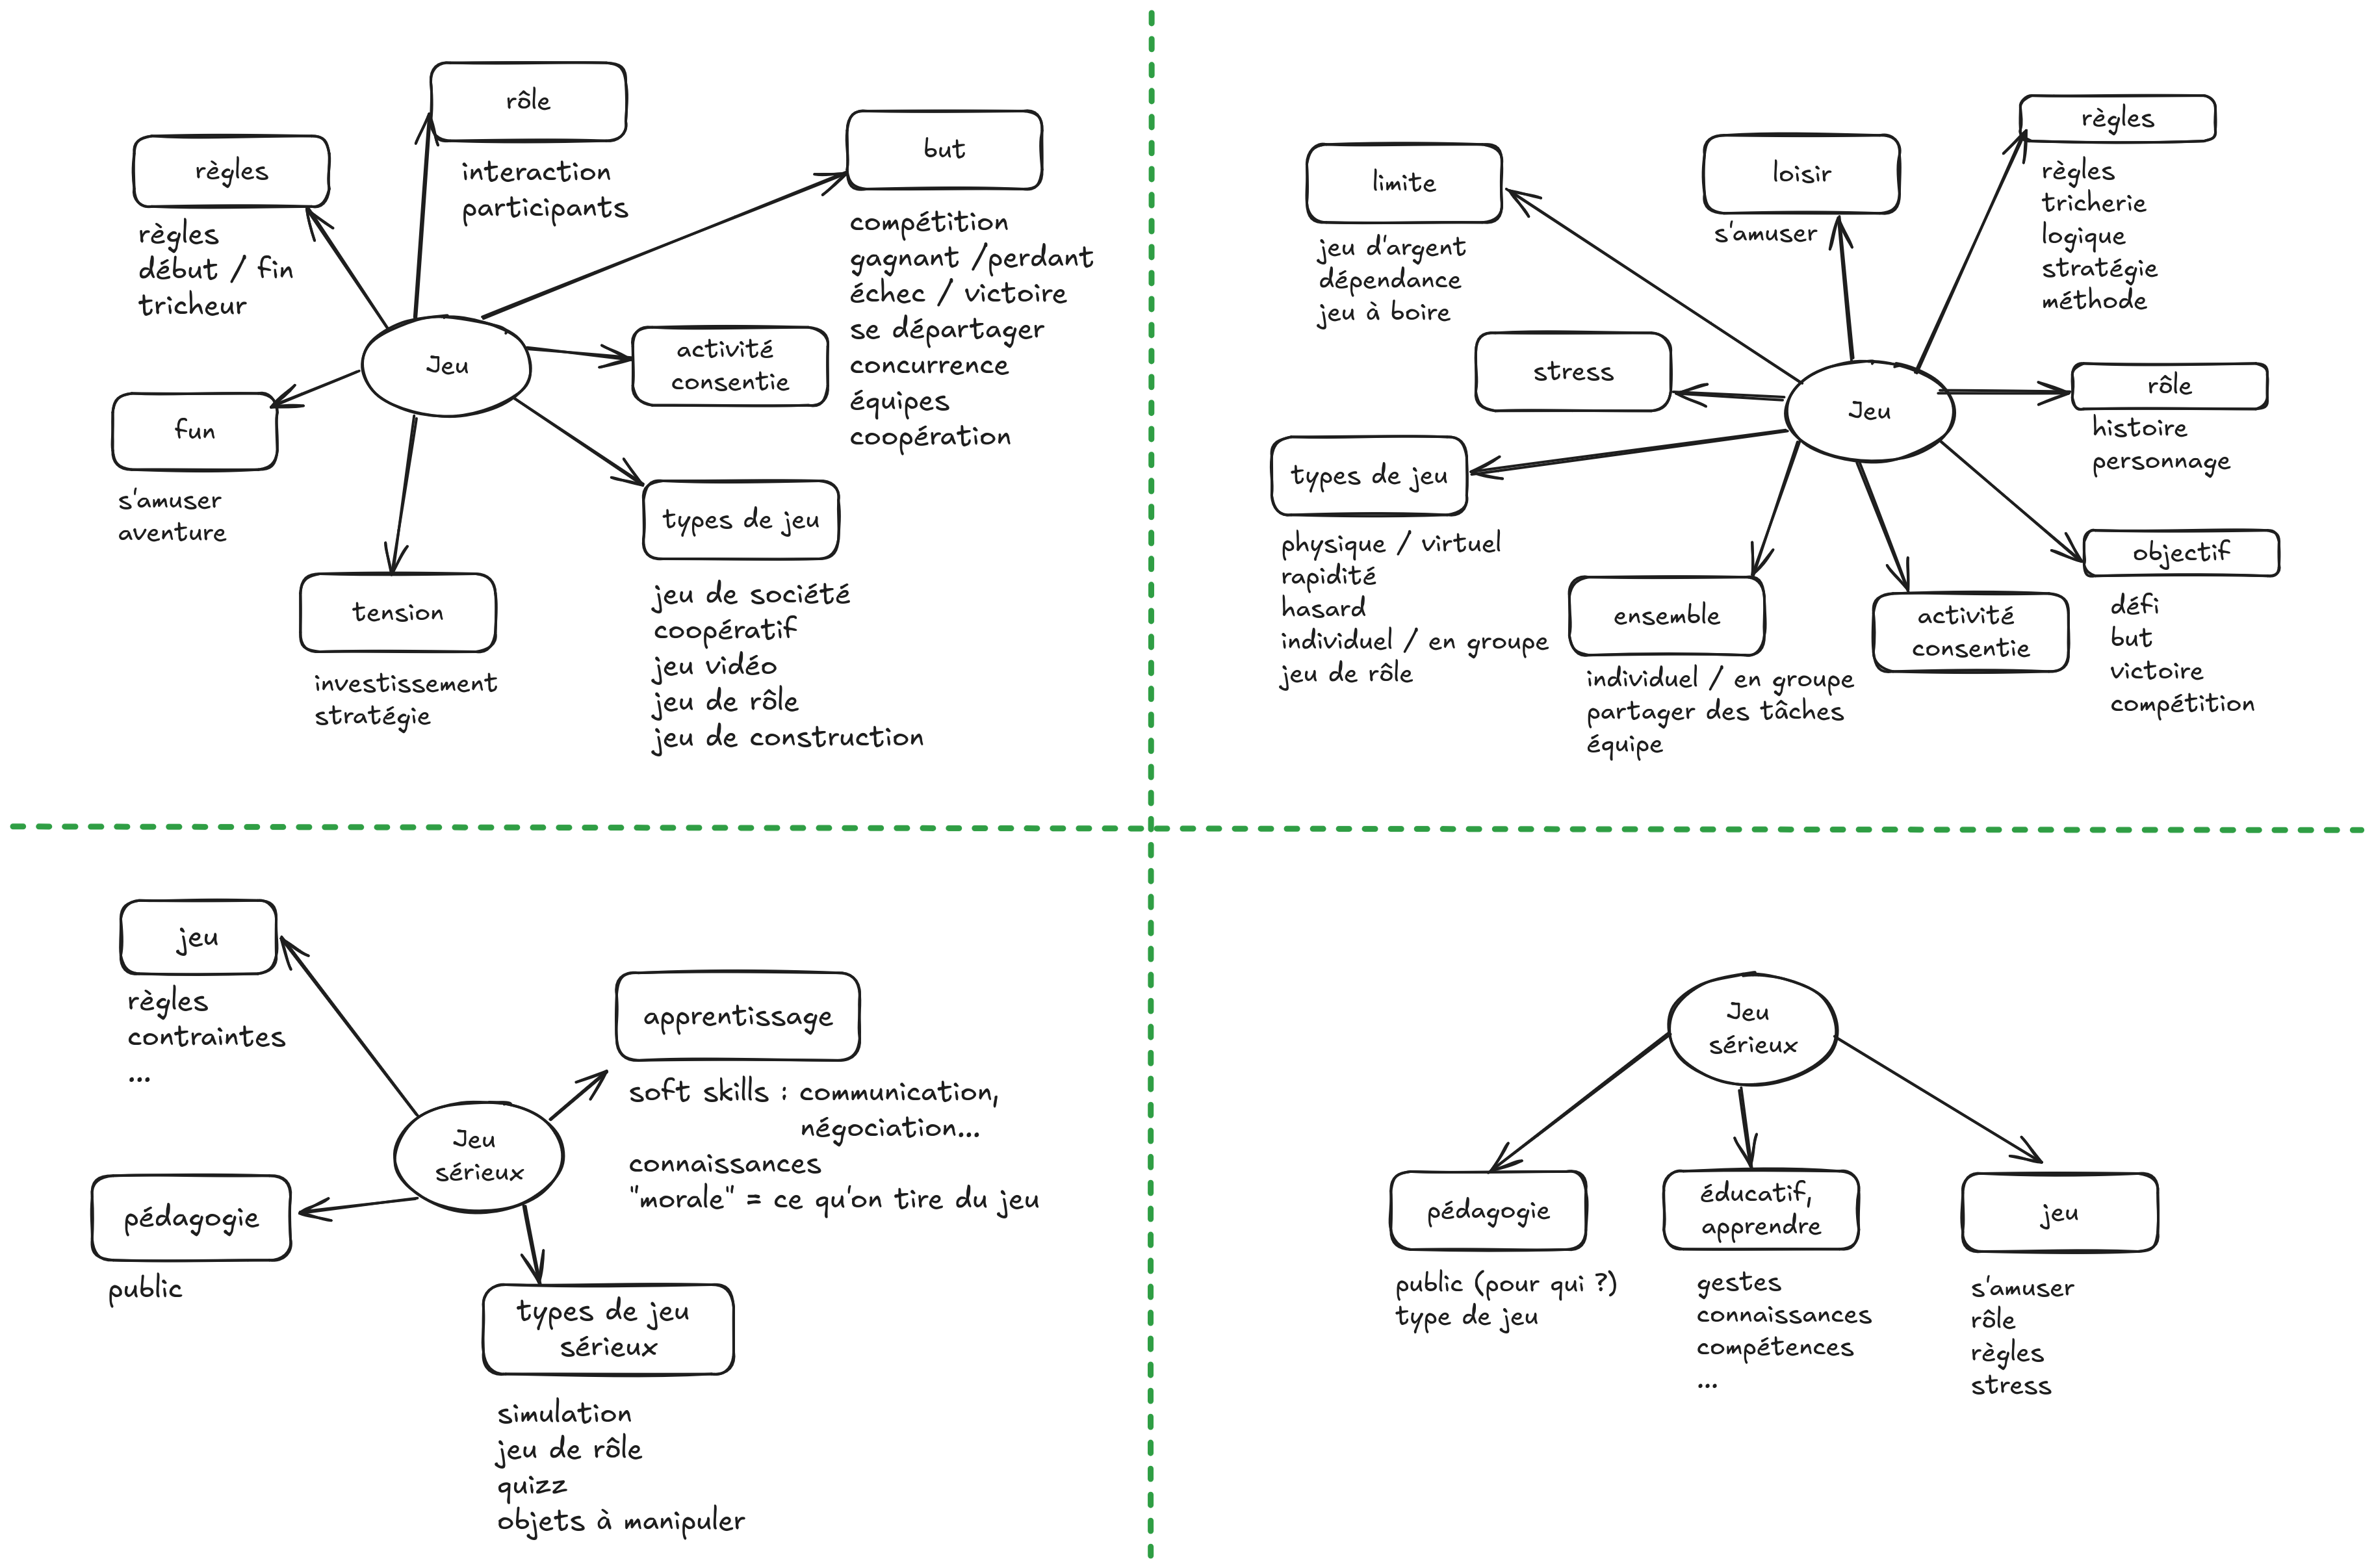 rôle
interaction
participants
règles
règles
début / fin
tricheur
but
compétition
gagnant /perdant
échec / victoire
se départager
concurrence
équipes
coopération
Jeu
activité
consentie
fun
s'amuser
aventure
tension
investissement
stratégie
types de jeu
jeu de société
coopératif
jeu vidéo
jeu de rôle
jeu de construction
limite
jeu d'argent
dépendance
jeu à boire
loisir
s'amuser
règles
règles
tricherie
logique
stratégie
méthode
stress
Jeu
rôle
histoire
personnage
types de jeu
physique / virtuel
rapidité
hasard
individuel / en groupe
jeu de rôle
ensemble
individuel / en groupe
partager des tâches
équipe
activité
consentie
objectif
défi
but
victoire
compétition
jeu
règles
contraintes
...
apprentissage
soft skills : communication,
négociation...
connaissances
"morale" = ce qu'on tire du jeu
Jeu
sérieux
pédagogie
public
types de jeu
sérieux
simulation
jeu de rôle
quizz
objets à manipuler
Jeu
sérieux
pédagogie
public (pour qui ?)
type de jeu
éducatif,
apprendre
gestes
connaissances
compétences
...
jeu
s'amuser
rôle
règles
stress